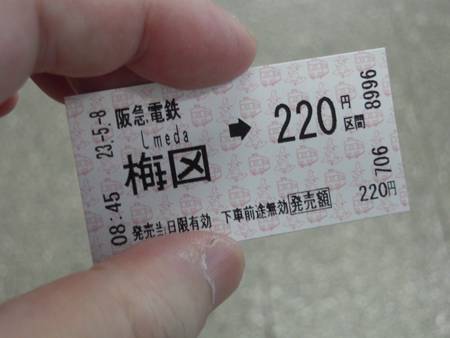 23.-5.-8
08:45
阪急電鉄
Umeda
梅田
➡
220円区間
発売当日限有効 下車前途無効 発売額
220円
8996
706